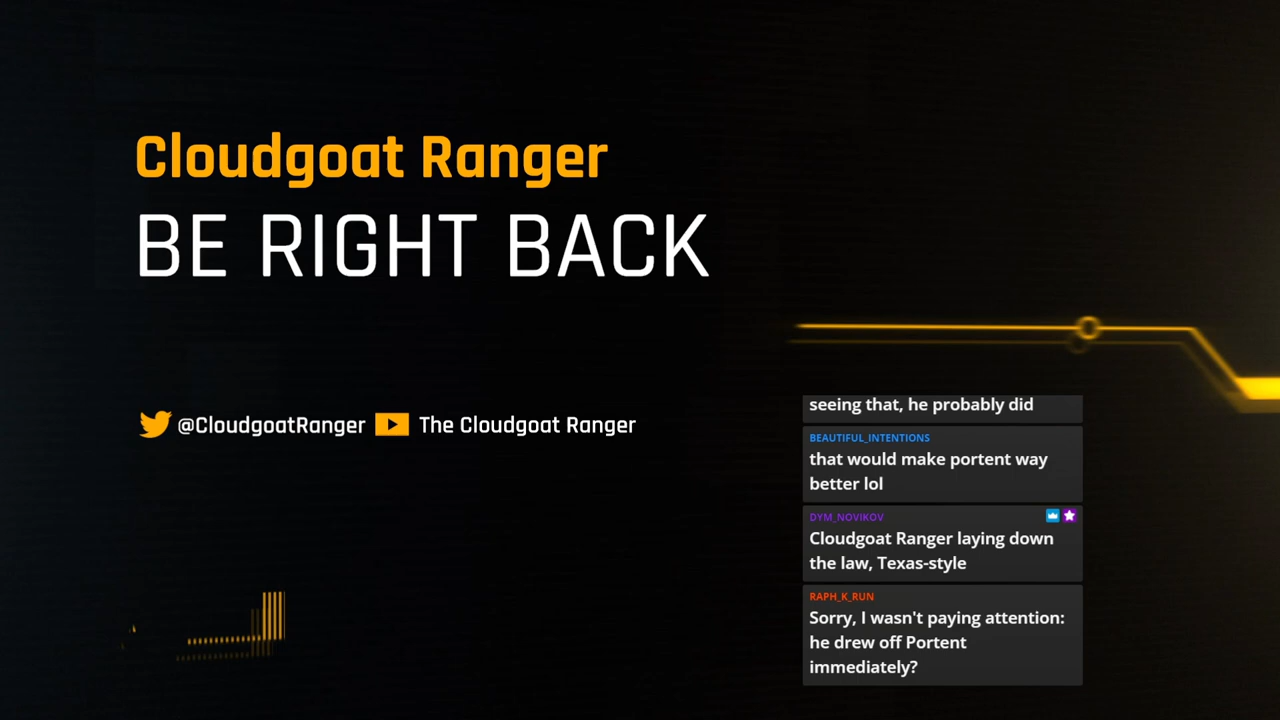 Cloudgoat Ranger
BE RIGHT BACK
@CloudgoatRanger The Cloudgoat Ranger
seeing that, he probably did
BEAUTIFUL_INTENTIONS
that would make portent way
better lol
DYM_NOVIKOV
Cloudgoat Ranger laying down
the law, Texas-style
RAPH_K_RUN
Sorry, I wasn't paying attention:
he drew off Portent
immediately?